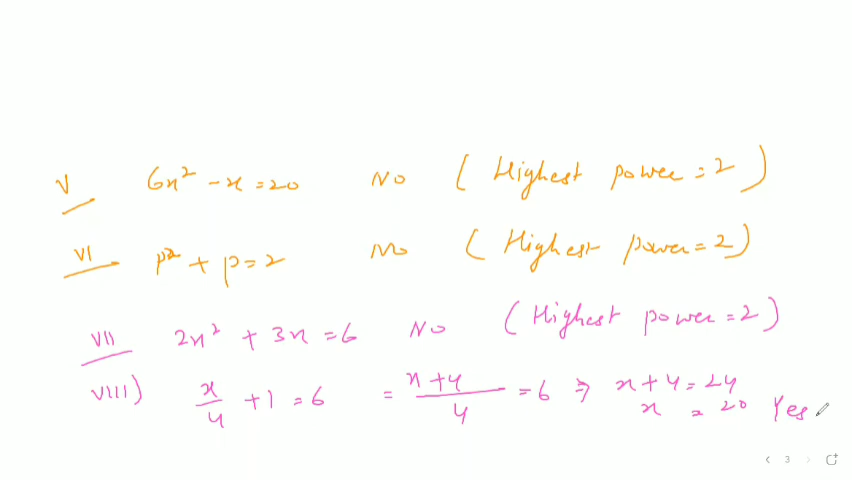 V 6x² - x = 20 No (Highest power = 2)
VI p² + p = 2 No (Highest power = 2)
VII 2x² + 3x = 6 No (Highest power = 2)
VIII) x/4 + 1 = 6 = x+4/4 = 6 ⇒ x + 4 = 24
x = 20 Yes
3